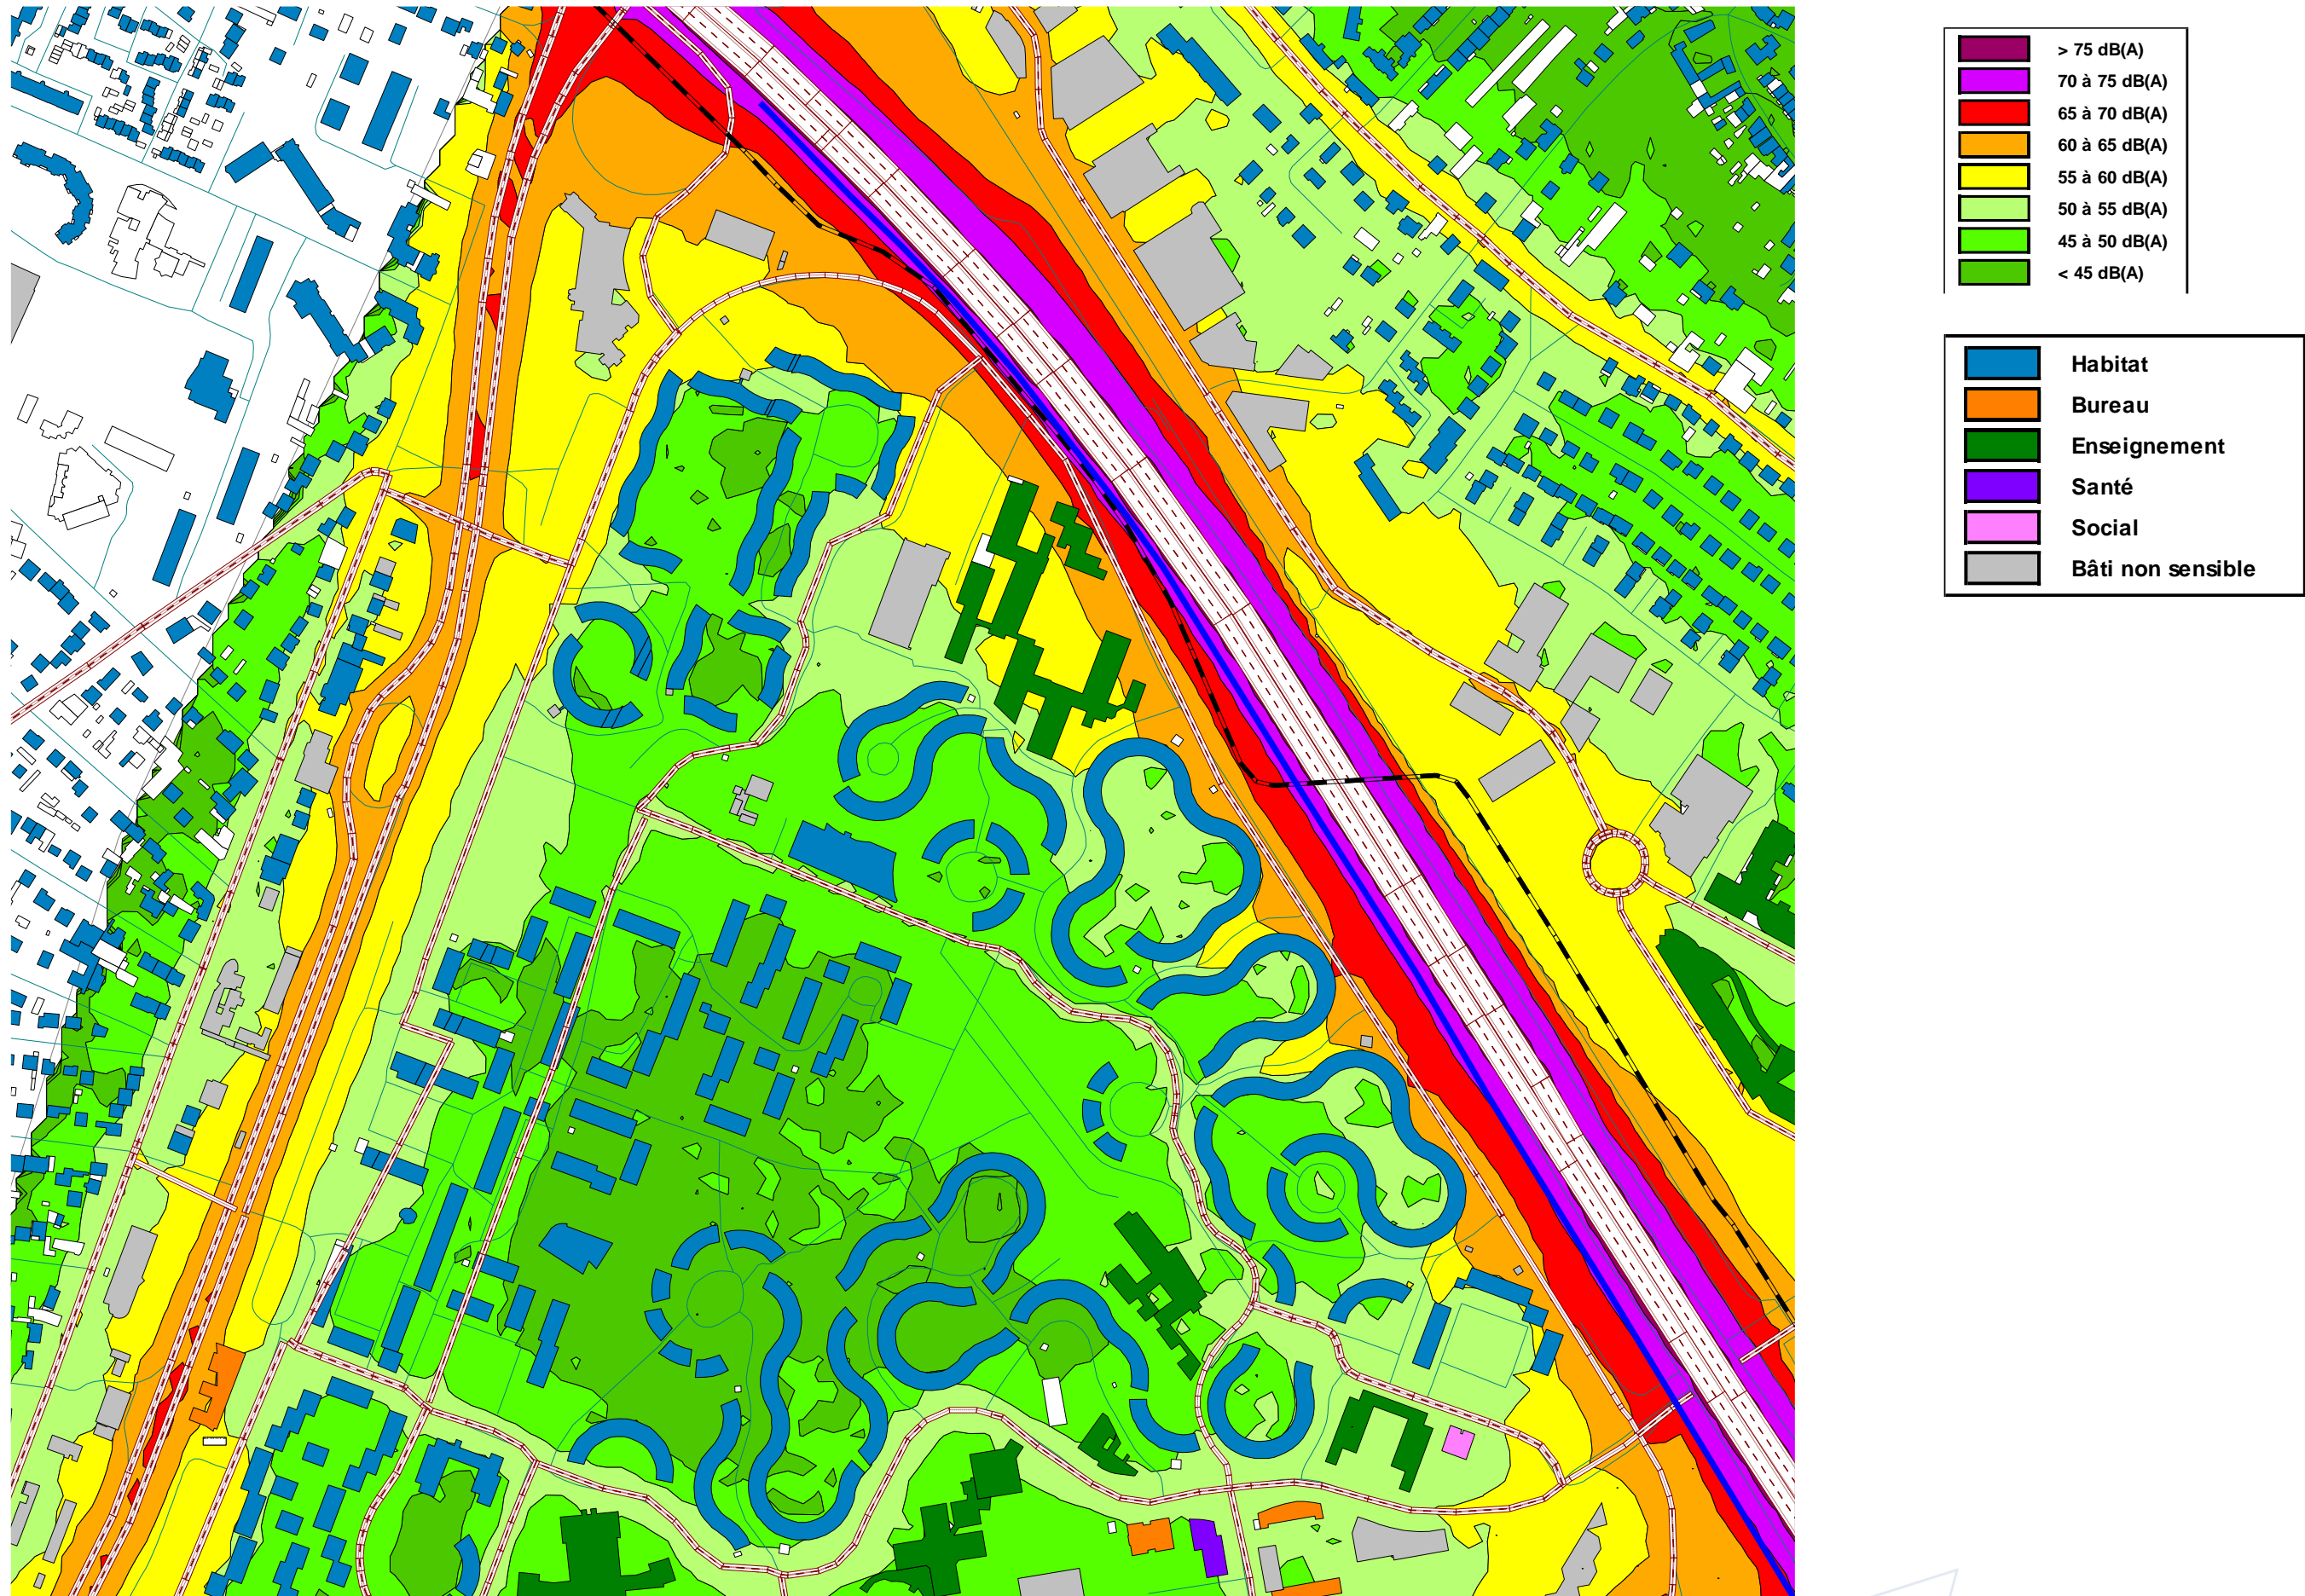 > 75 dB(A)
70 à 75 dB(A)
65 à 70 dB(A)
60 à 65 dB(A)
55 à 60 dB(A)
50 à 55 dB(A)
45 à 50 dB(A)
< 45 dB(A)
Habitat
Bureau
Enseignement
Santé
Social
Bâti non sensible